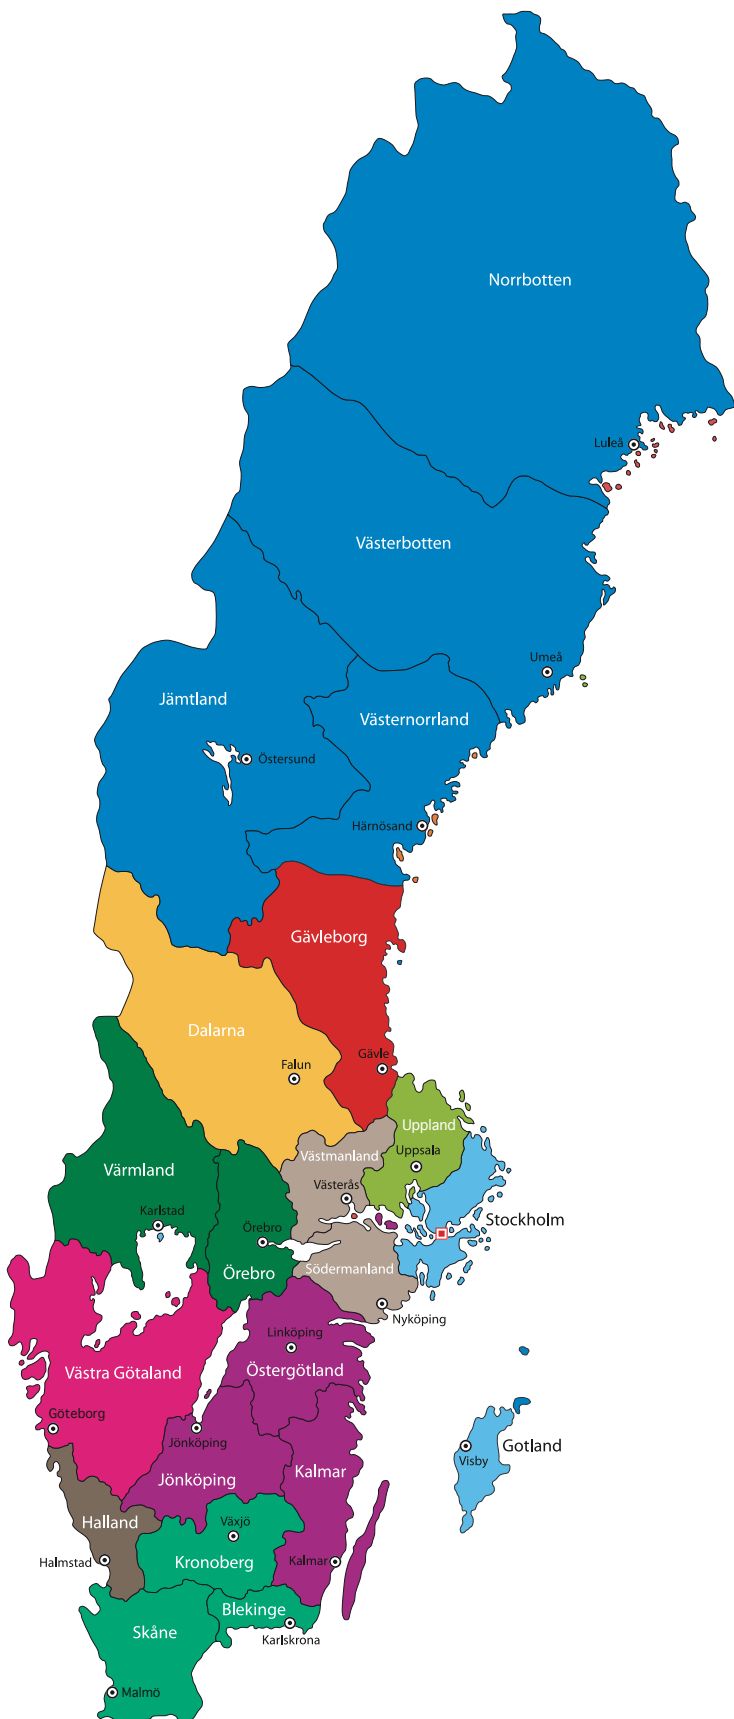 Norrbotten
Luleå
Västerbotten
Umeå
Jämtland
Västernorrland
Östersund
Härnösand
Gävleborg
Dalarna
Gävle
Falun
Uppland
Västmanland
Uppsala
Värmland
Västerås
Karlstad
Stockholm
Örebro
Södermanland
Örebro
Nyköping
Linköping
Östergötland
Västra Götaland
Göteborg
Jönköping
Gotland
Visby
Kalmar
Jönköping
Halland
Växjö
Halmstad
Kronoberg
Kalmar
Blekinge
Skåne
Karlskrona
Malmö